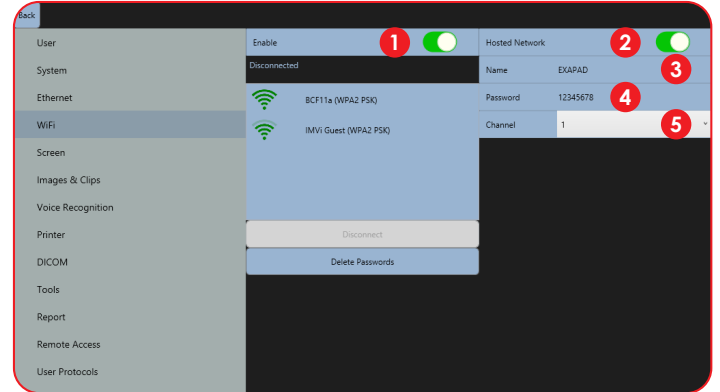 Back
User
System
Ethernet
WiFi
Screen
Images & Clips
Voice Recognition
Printer
DICOM
Tools
Report
Remote Access
User Protocols
Enable 1
Disconnected
BCF11a (WPA2 PSK)
IMVi Guest (WPA2 PSK)
Disconnect
Delete Passwords
Hosted Network 2
Name EXAPAD 3
Password 12345678 4
Channel 1 5